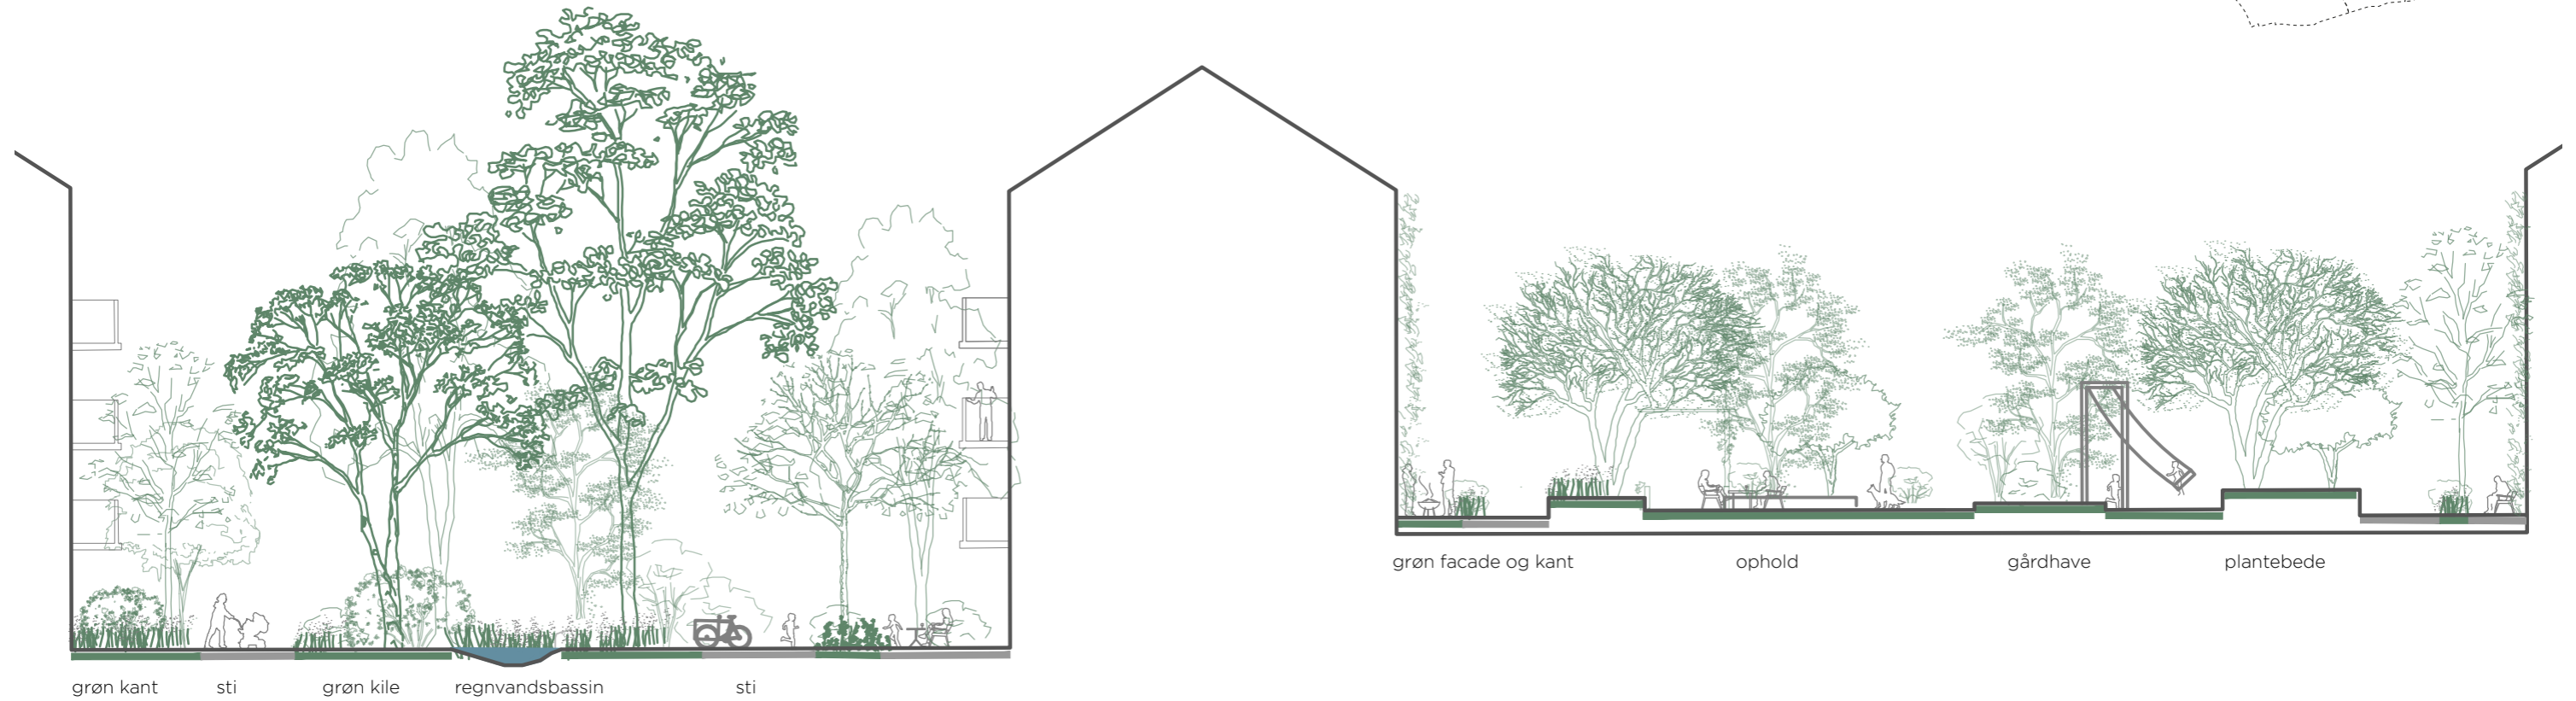 grøn facade og kant
ophold
gårdhave
plantebede
grøn kant
sti
grøn kile
regnvandsbassin
sti